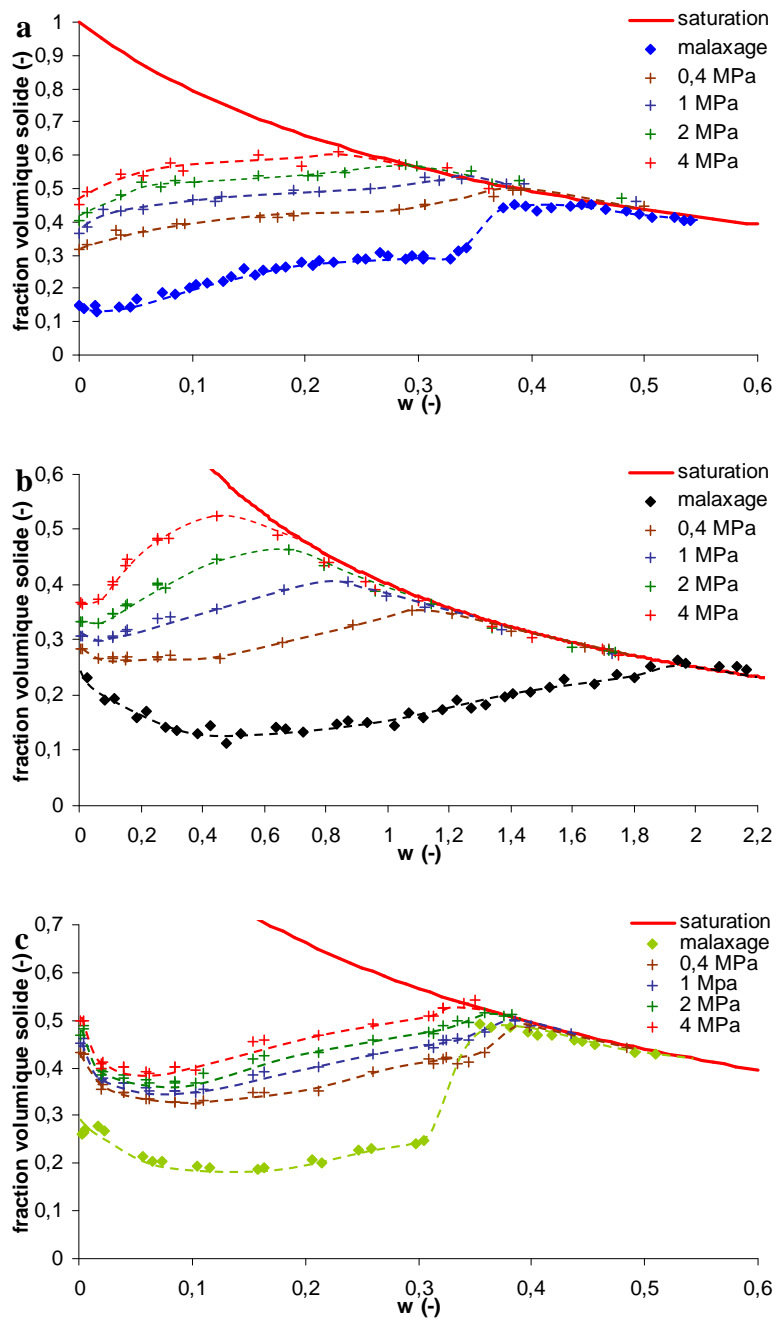 a
fraction volumique solide (-)
1
0,9
0,8
0,7
0,6
0,5
0,4
0,3
0,2
0,1
0
0 0,1 0,2 0,3 0,4 0,5 0,6
w (-)
saturation
malaxage
0,4 MPa
1 MPa
2 MPa
4 MPa
b
fraction volumique solide (-)
0,6
0,5
0,4
0,3
0,2
0,1
0
0 0,2 0,4 0,6 0,8 1 1,2 1,4 1,6 1,8 2 2,2
w (-)
saturation
malaxage
0,4 MPa
1 MPa
2 MPa
4 MPa
c
fraction volumique solide (-)
0,7
0,6
0,5
0,4
0,3
0,2
0,1
0
0 0,1 0,2 0,3 0,4 0,5 0,6
w (-)
saturation
malaxage
0,4 MPa
1 Mpa
2 MPa
4 MPa